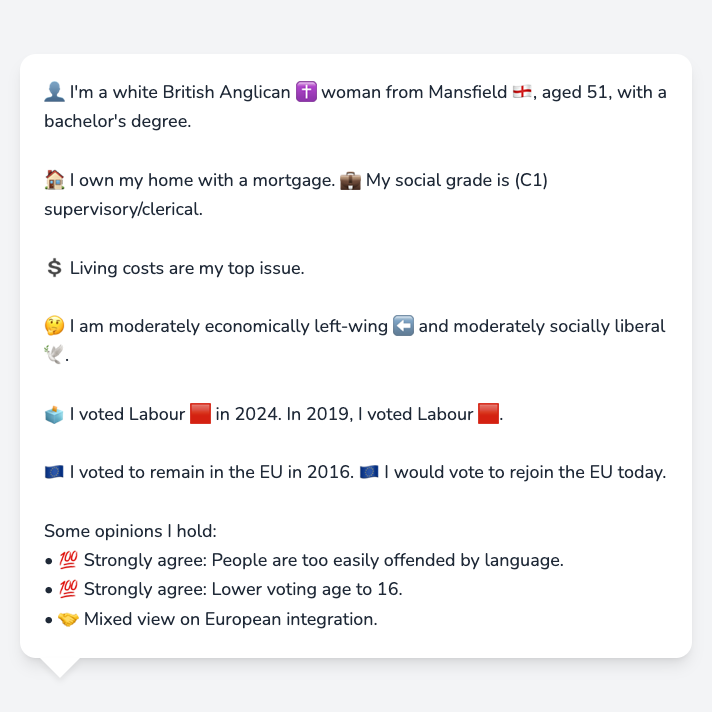 👤 I'm a white British Anglican ✝️ woman from Mansfield 🏴󠁧󠁢󠁥󠁮󠁧󠁿, aged 51, with a
bachelor's degree.
🏠 I own my home with a mortgage. 💼 My social grade is (C1)
supervisory/clerical.
💲 Living costs are my top issue.
🤔 I am moderately economically left-wing ⬅️ and moderately socially liberal
🕊️.
🗳️ I voted Labour 🟥 in 2024. In 2019, I voted Labour 🟥.
🇪🇺 I voted to remain in the EU in 2016. 🇪🇺 I would vote to rejoin the EU today.
Some opinions I hold:
• 💯 Strongly agree: People are too easily offended by language.
• 💯 Strongly agree: Lower voting age to 16.
• 🤝 Mixed view on European integration.